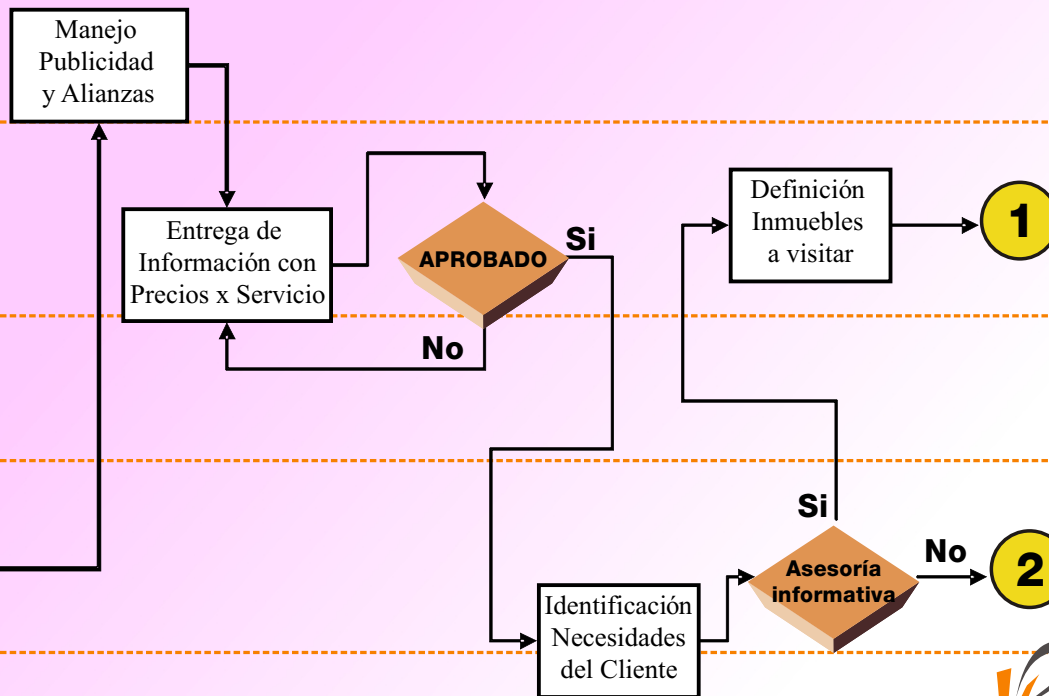 Manejo
Publicidad
y Alianzas
Entrega de
Información con
Precios x Servicio
APROBADO
Si
No
Definición
Inmuebles
a visitar
1
Identificación
Necesidades
del Cliente
Asesoría
informativa
Si
No
2